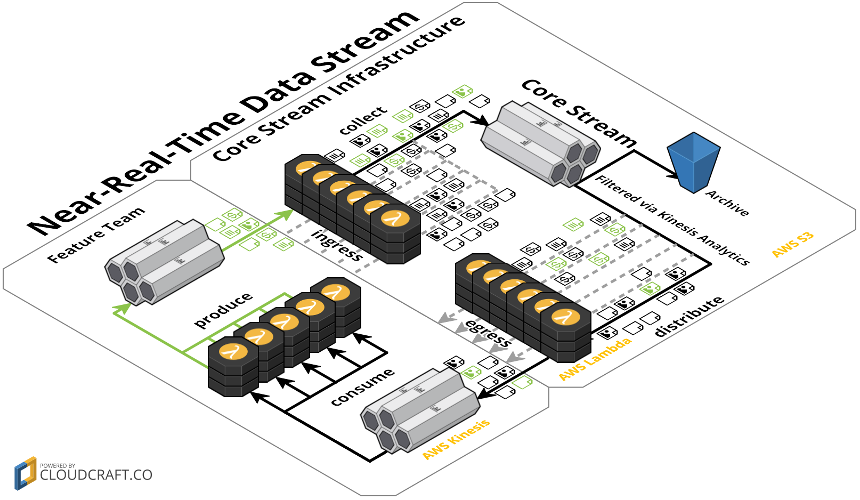 Near-Real-Time Data Stream
Core Stream Infrastructure
collect
Core Stream
Archive
Filtered via Kinesis Analytics
AWS S3
Feature Team
ingress
produce
egress
distribute
AWS Lambda
consume
AWS Kinesis
POWERED BY
CLOUDCRAFT.CO